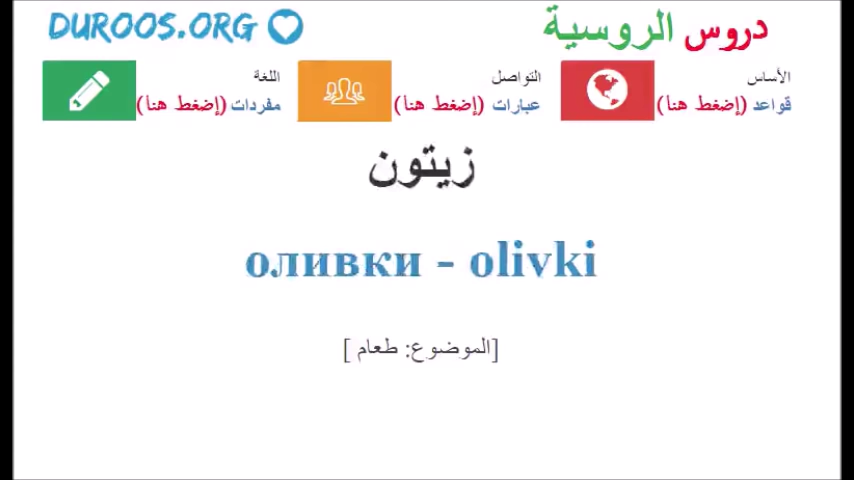 DUROOS.ORG
دروس الروسية
الأساس
قواعد (إضغط هنا)
التواصل
عبارات (إضغط هنا)
اللغة
مفردات (إضغط هنا)
زيتون
оливки - olivki
[الموضوع: طعام ]